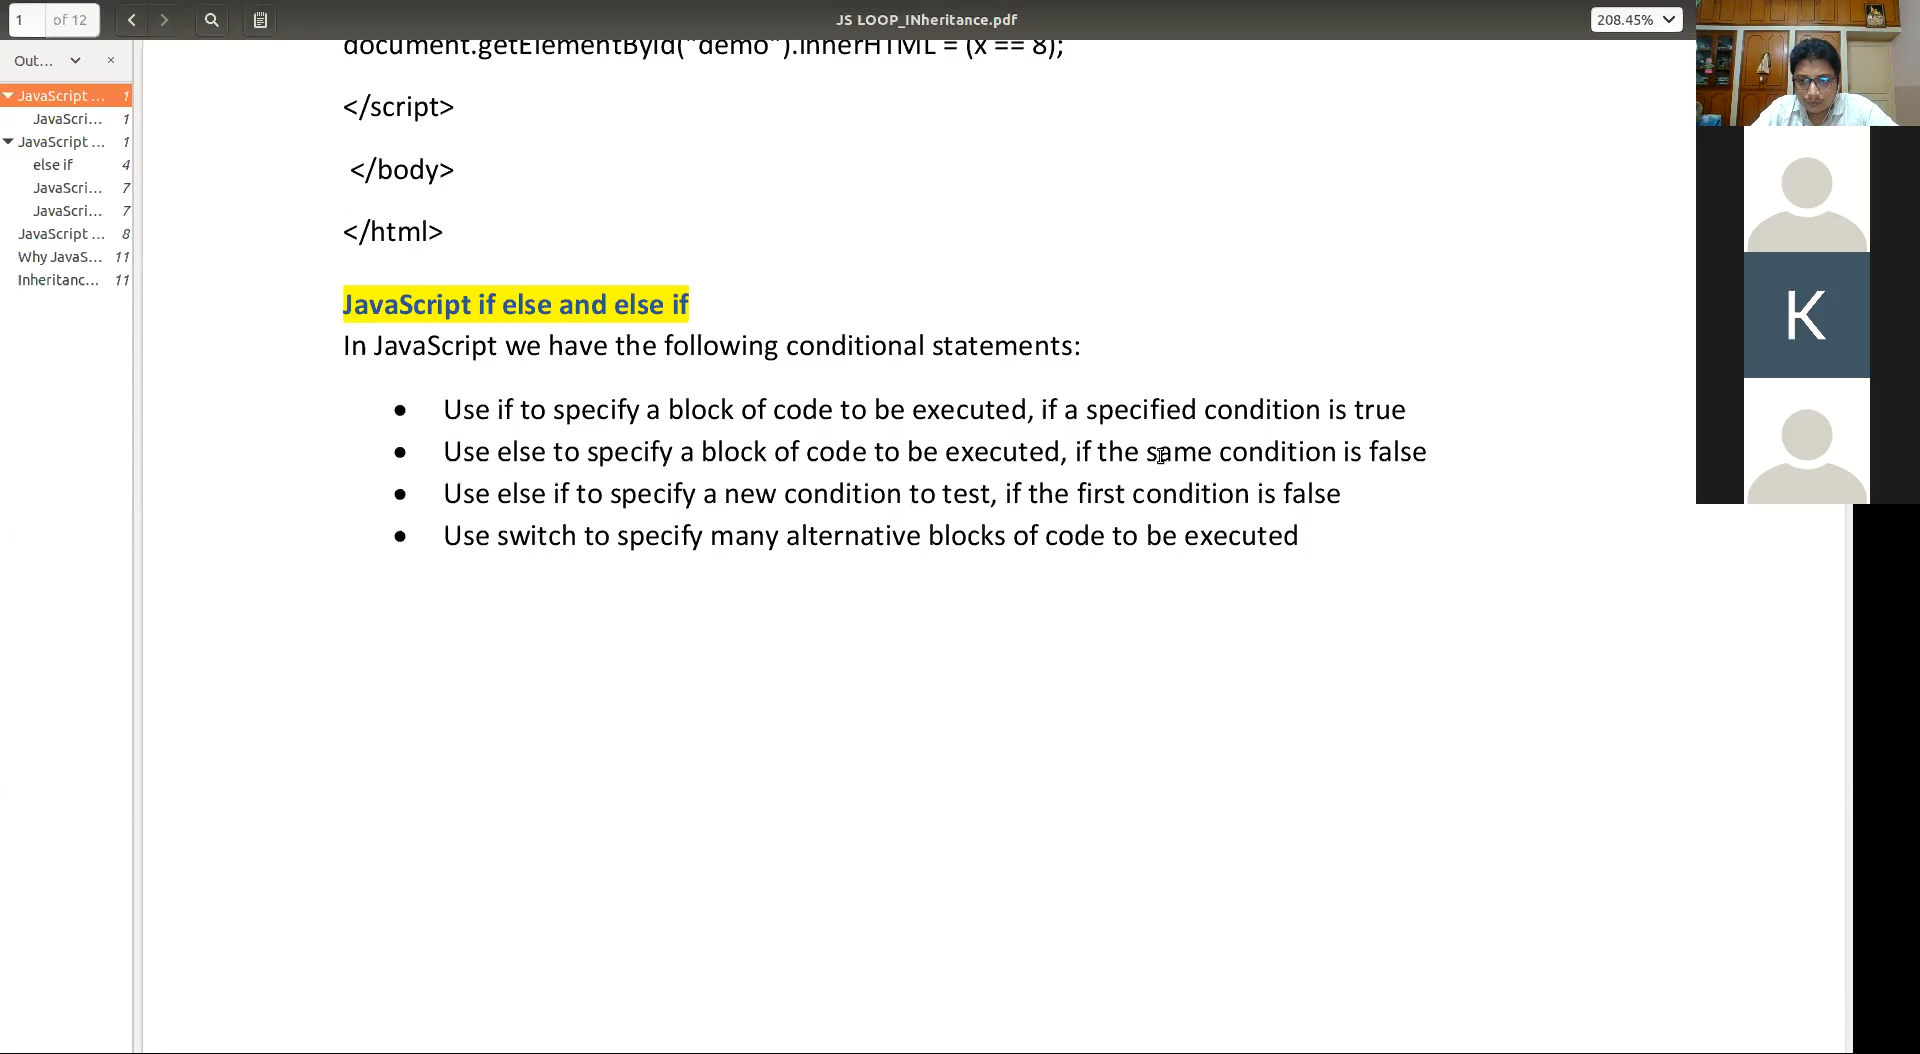 1 of 12
JS LOOP_INheritance.pdf
208.45%
Out...
JavaScript ... 1
JavaScri... 1
JavaScript ... 1
else if 4
JavaScri... 7
JavaScri... 7
JavaScript ... 8
Why JavaS... 11
Inheritanc... 11
document.getElementById("demo").innerHTML = (x == 8);
</script>
</body>
</html>
JavaScript if else and else if
In JavaScript we have the following conditional statements:
• Use if to specify a block of code to be executed, if a specified condition is true
• Use else to specify a block of code to be executed, if the same condition is false
• Use else if to specify a new condition to test, if the first condition is false
• Use switch to specify many alternative blocks of code to be executed
K